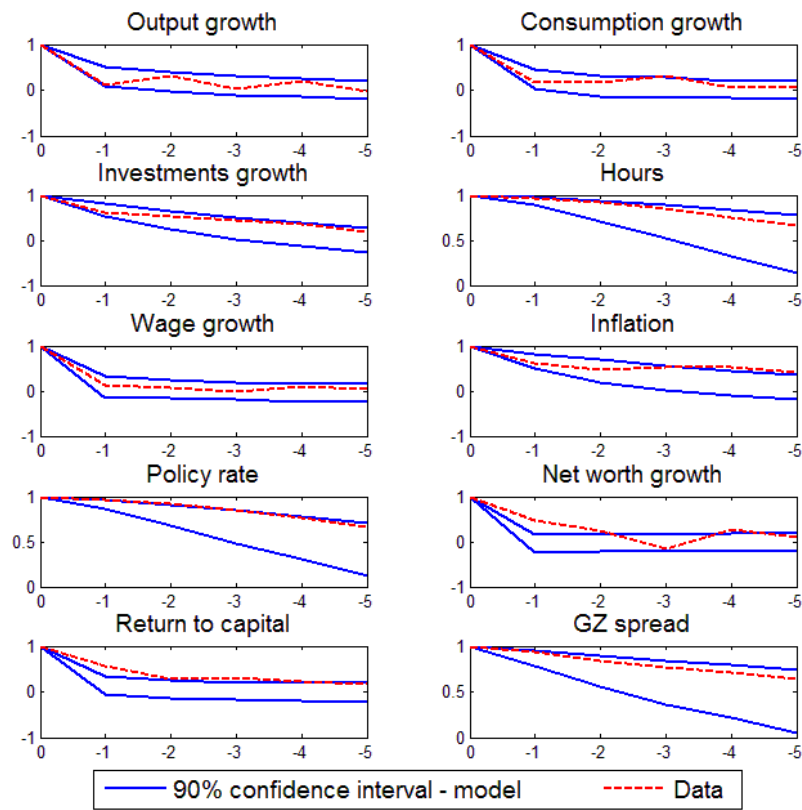 Output growth
1
0
-1
0 -1 -2 -3 -4 -5
Consumption growth
1
0
-1
0 -1 -2 -3 -4 -5
Investments growth
1
0
-1
0 -1 -2 -3 -4 -5
Hours
1
0.5
0
0 -1 -2 -3 -4 -5
Wage growth
1
0
-1
0 -1 -2 -3 -4 -5
Inflation
1
0
-1
0 -1 -2 -3 -4 -5
Policy rate
1
0.5
0
0 -1 -2 -3 -4 -5
Net worth growth
1
0
-1
0 -1 -2 -3 -4 -5
Return to capital
1
0
-1
0 -1 -2 -3 -4 -5
GZ spread
1
0.5
0
0 -1 -2 -3 -4 -5
90% confidence interval - model
Data